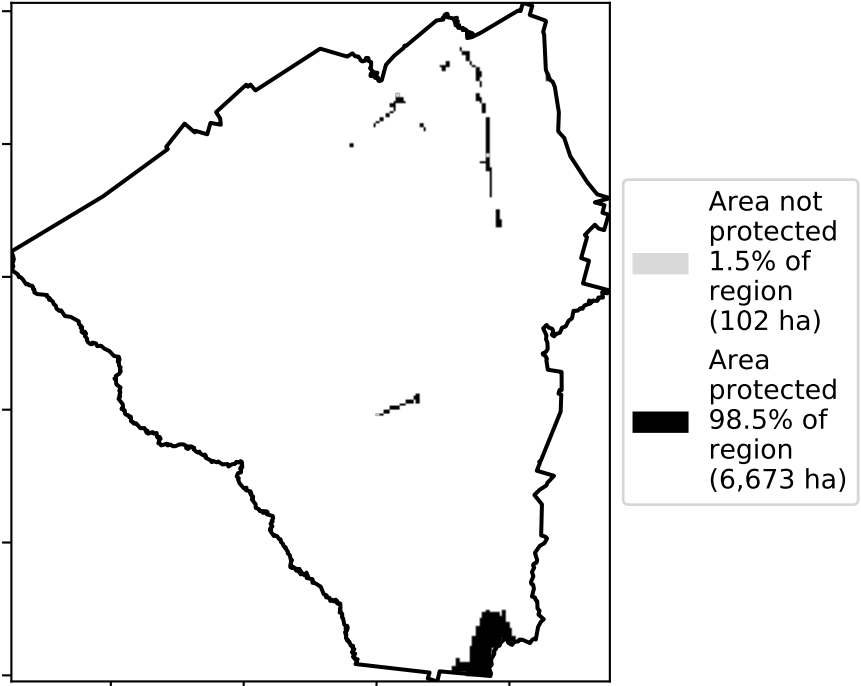 Area not
protected
1.5% of
region
(102 ha)
Area
protected
98.5% of
region
(6,673 ha)